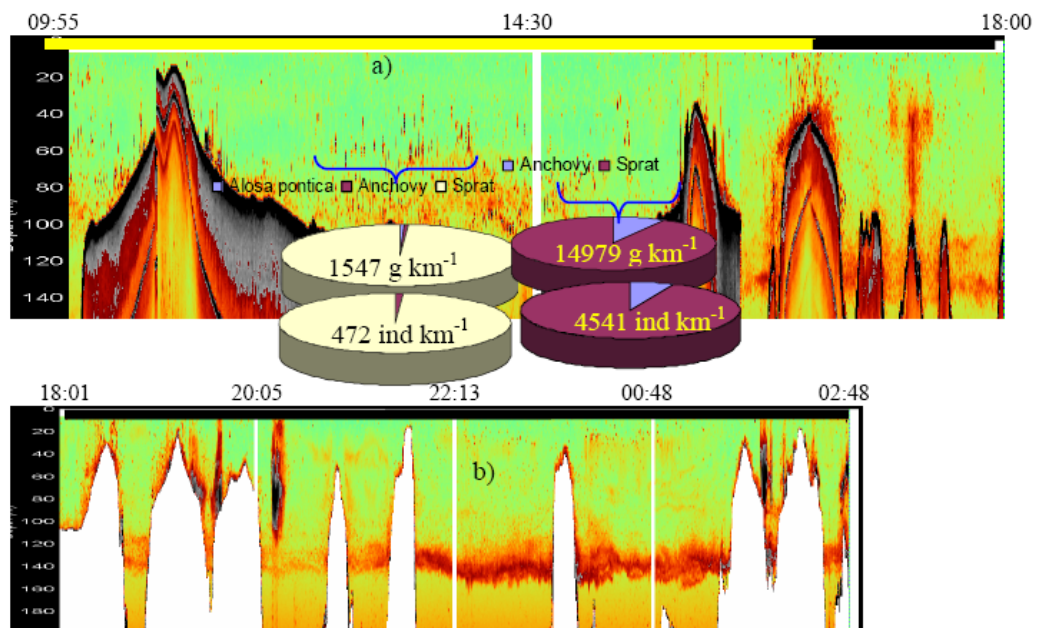 09:55 14:30 18:00
a)
20
40
60
80
100
120
140
Anchovy Sprat
Alosa pontica Anchovy Sprat
1547 g km⁻¹
14979 g km⁻¹
472 ind km⁻¹
4541 ind km⁻¹
18:01 20:05 22:13 00:48 02:48
0
b)
20
40
60
80
100
120
140
160
180